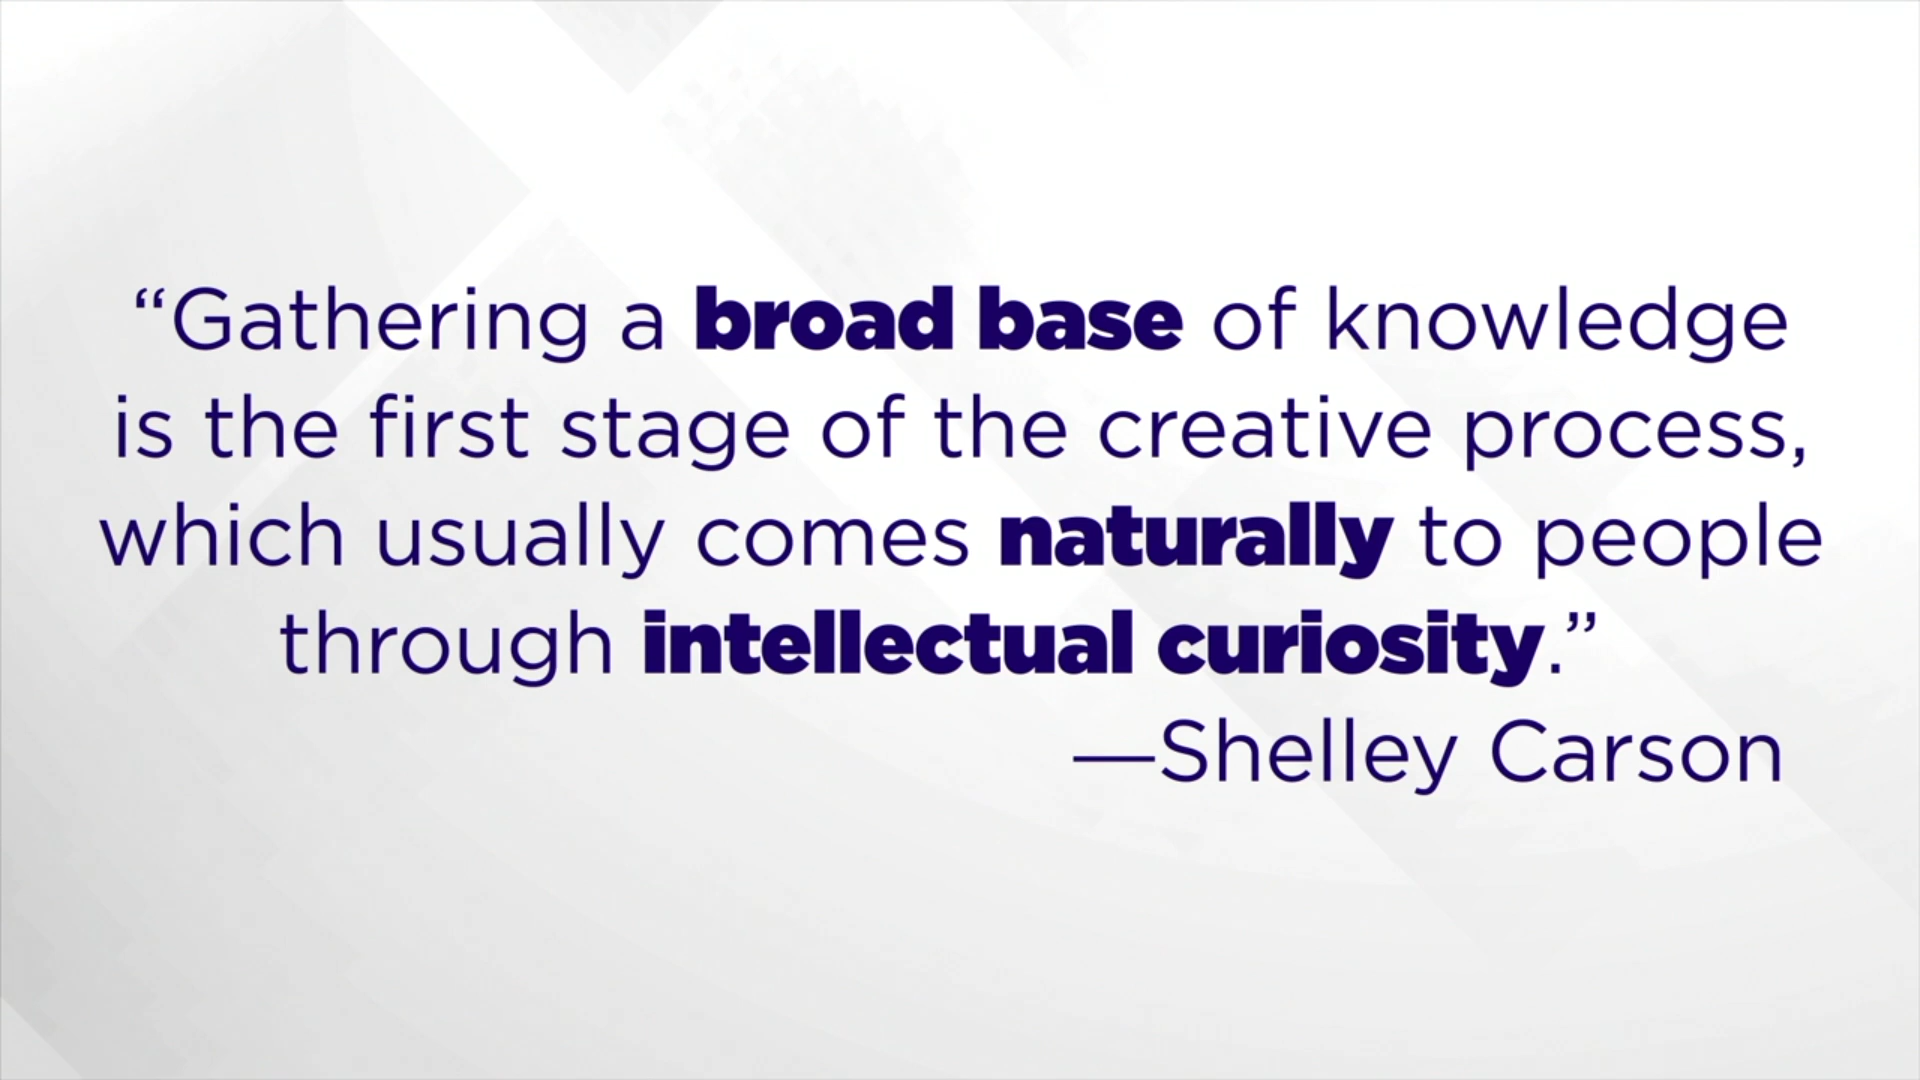 “Gathering a broad base of knowledge
is the first stage of the creative process,
which usually comes naturally to people
through intellectual curiosity.”
—Shelley Carson